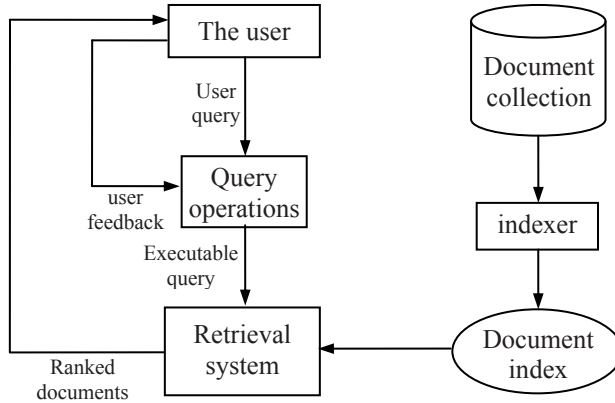 The user
Document
collection
User
query
Query
operations
user
feedback
indexer
Executable
query
Retrieval
system
Document
index
Ranked
documents